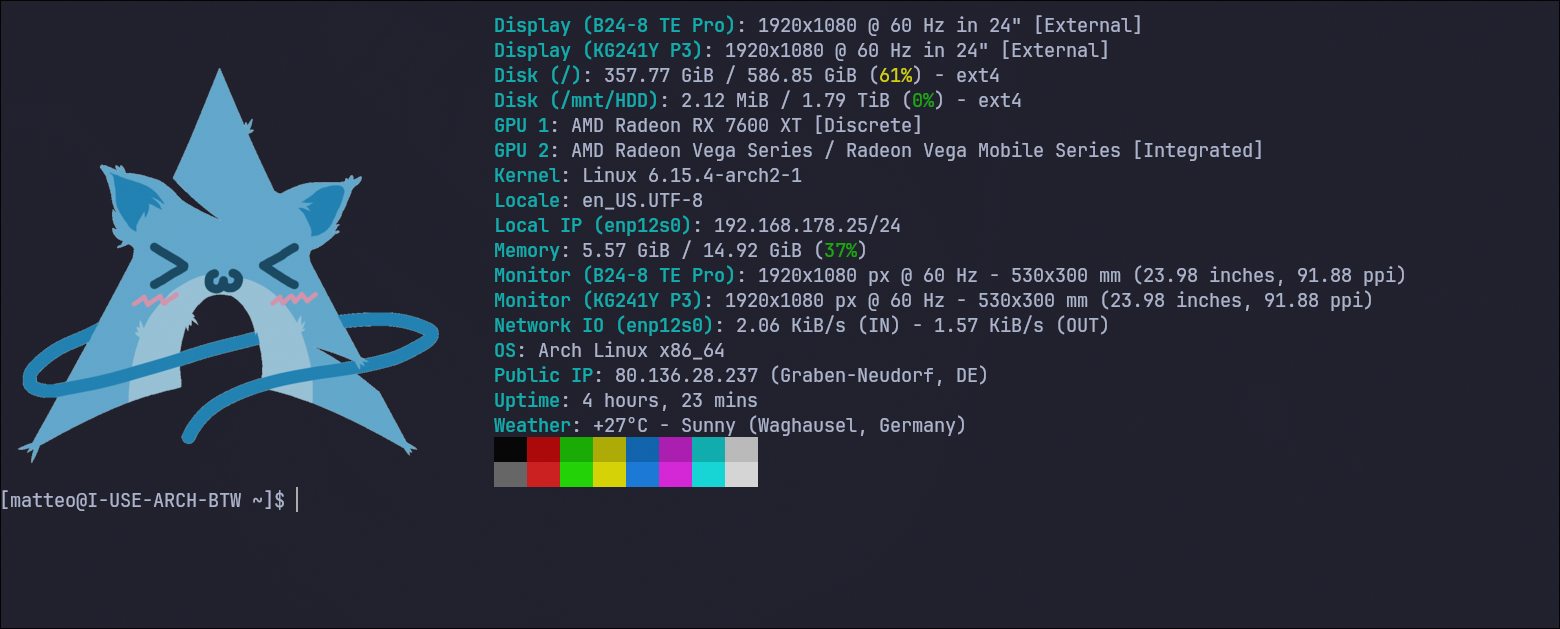 Display (B24-8 TE Pro): 1920x1080 @ 60 Hz in 24" [External]
Display (KG241Y P3): 1920x1080 @ 60 Hz in 24" [External]
Disk (/): 357.77 GiB / 586.85 GiB (61%) - ext4
Disk (/mnt/HDD): 2.12 MiB / 1.79 TiB (0%) - ext4
GPU 1: AMD Radeon RX 7600 XT [Discrete]
GPU 2: AMD Radeon Vega Series / Radeon Vega Mobile Series [Integrated]
Kernel: Linux 6.15.4-arch2-1
Locale: en_US.UTF-8
Local IP (enp12s0): 192.168.178.25/24
Memory: 5.57 GiB / 14.92 GiB (37%)
Monitor (B24-8 TE Pro): 1920x1080 px @ 60 Hz - 530x300 mm (23.98 inches, 91.88 ppi)
Monitor (KG241Y P3): 1920x1080 px @ 60 Hz - 530x300 mm (23.98 inches, 91.88 ppi)
Network IO (enp12s0): 2.06 KiB/s (IN) - 1.57 KiB/s (OUT)
OS: Arch Linux x86_64
Public IP: 80.136.28.237 (Graben-Neudorf, DE)
Uptime: 4 hours, 23 mins
Weather: +27°C - Sunny (Waghausel, Germany)
[matteo@I-USE-ARCH-BTW ~]$